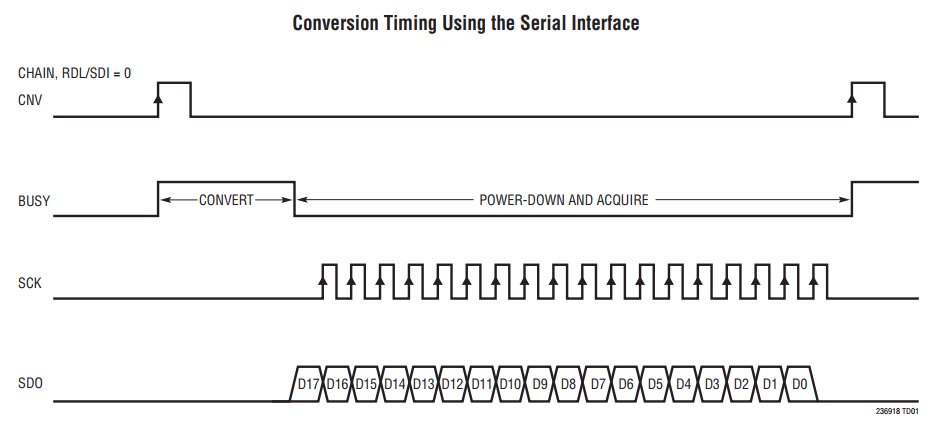 Conversion Timing Using the Serial Interface
CHAIN, RDL/SDI = 0
CNV
BUSY
CONVERT
POWER-DOWN AND ACQUIRE
SCK
SDO
D17 D16 D15 D14 D13 D12 D11 D10 D9 D8 D7 D6 D5 D4 D3 D2 D1 D0
236918 TD01